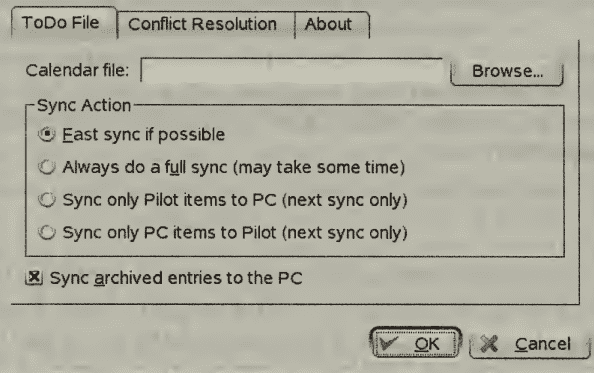 ToDo File Conflict Resolution About
Calendar file: Browse...
Sync Action
Fast sync if possible
Always do a full sync (may take some time)
Sync only Pilot items to PC (next sync only)
Sync only PC items to Pilot (next sync only)
Sync archived entries to the PC
OK Cancel